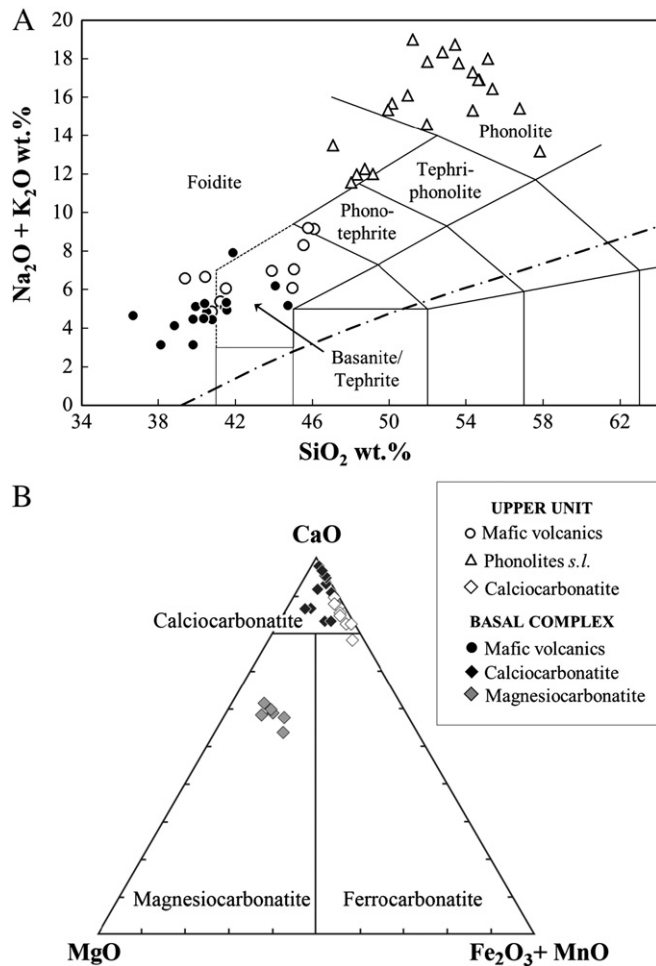 A
20
18
16
14
12
10
8
6
4
2
0
Na₂O + K₂O wt.%
Phonolite
Foidite
Tephri-
phonolite
Phono-
tephrite
Basanite/
Tephrite
34 38 42 46 50 54 58 62
SiO₂ wt.%
B
CaO
Calciocarbonatite
Magnesiocarbonatite
Ferrocarbonatite
MgO
Fe₂O₃+ MnO
UPPER UNIT
Mafic volcanics
Phonolites s.l.
Calciocarbonatite
BASAL COMPLEX
Mafic volcanics
Calciocarbonatite
Magnesiocarbonatite